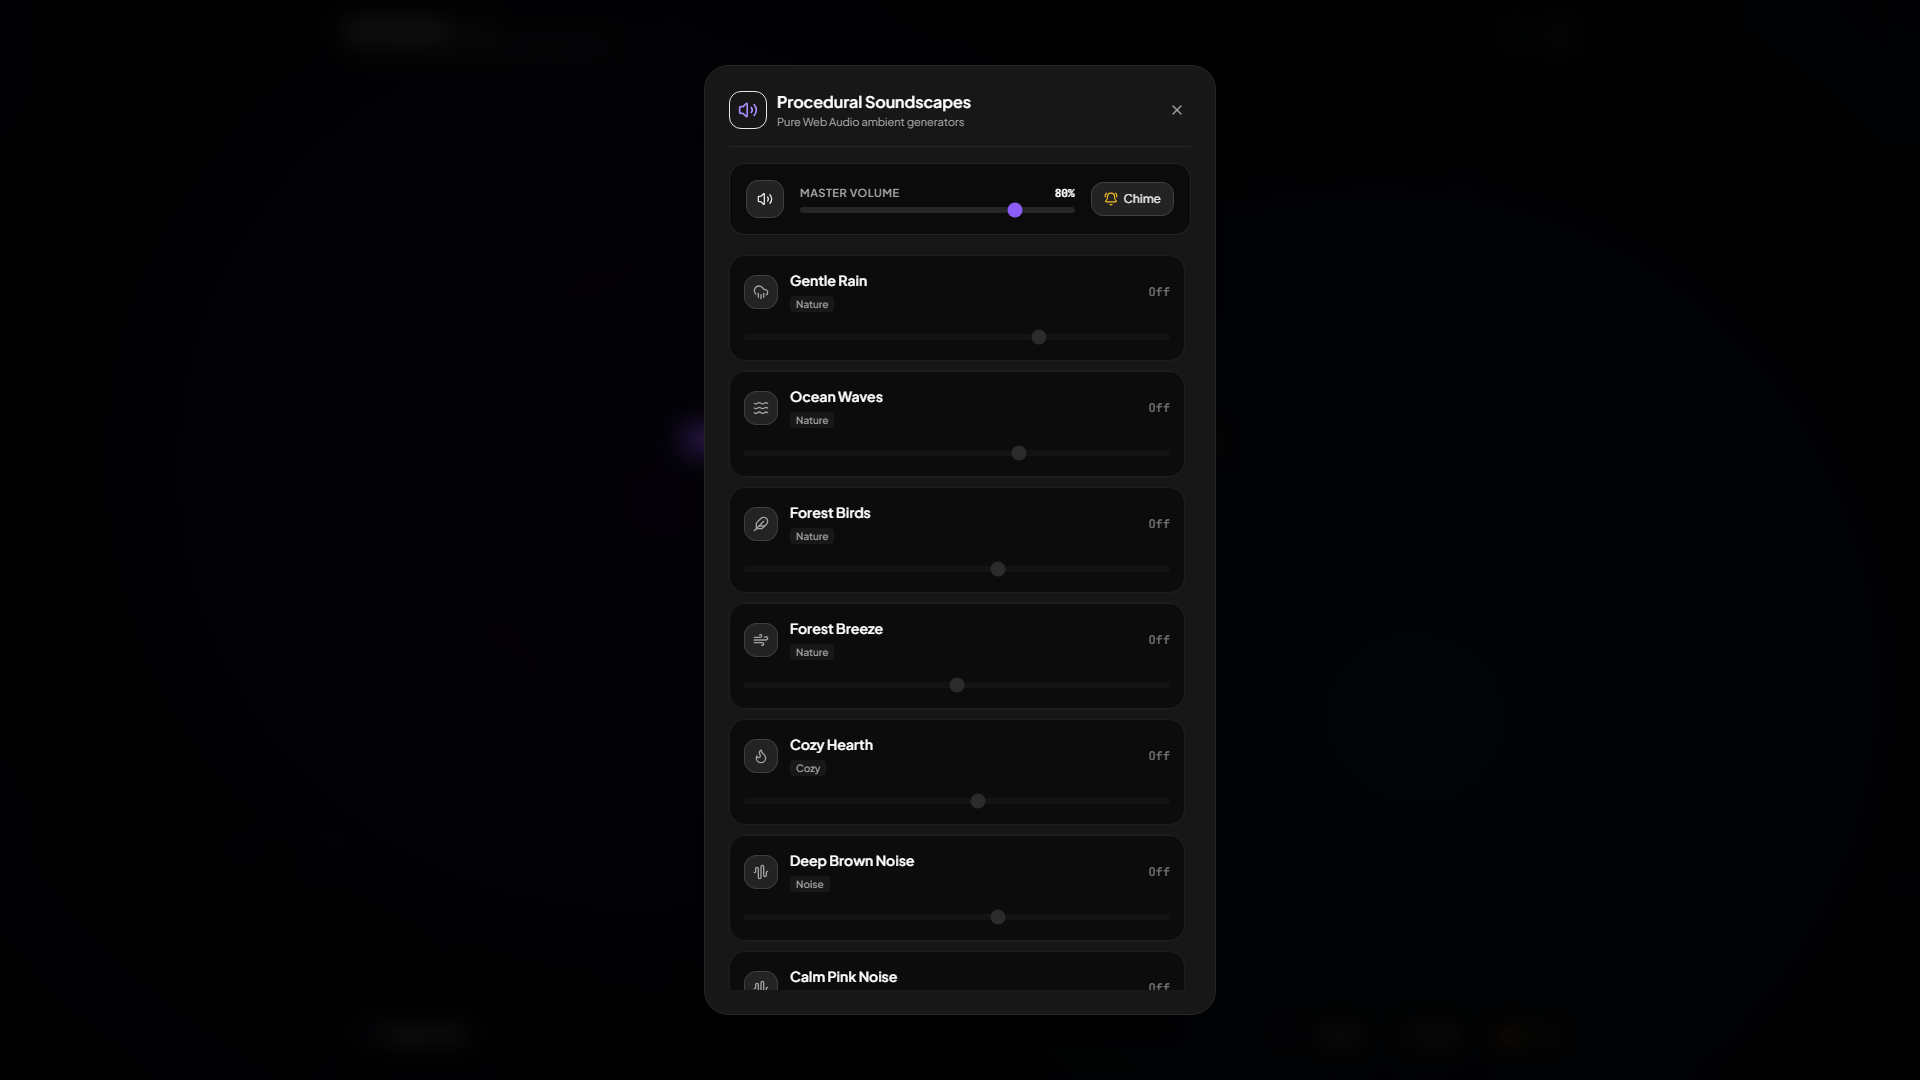 Procedural Soundscapes
Pure Web Audio ambient generators
MASTER VOLUME 80%
Chime
Gentle Rain
Nature
Off
Ocean Waves
Nature
Off
Forest Birds
Nature
Off
Forest Breeze
Nature
Off
Cozy Hearth
Cozy
Off
Deep Brown Noise
Noise
Off
Calm Pink Noise
Off